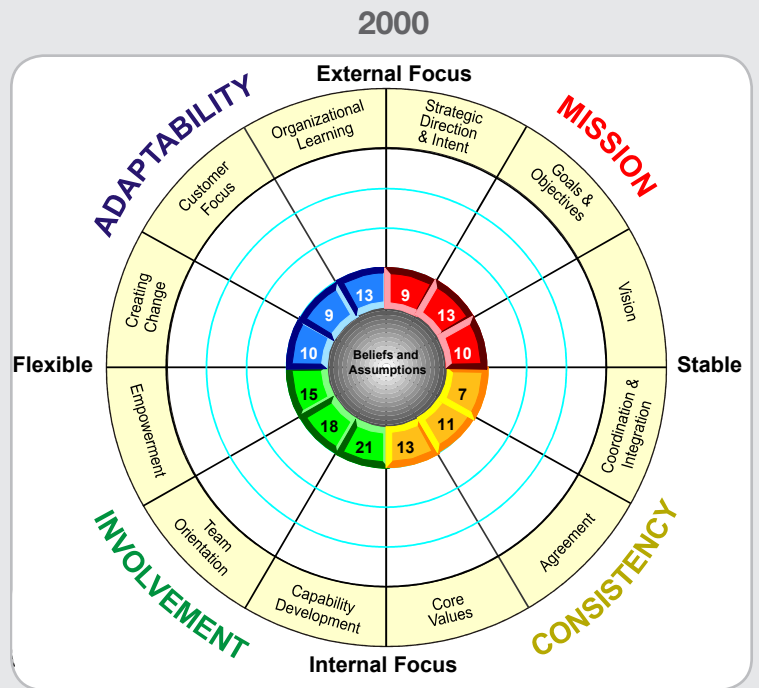 2000
External Focus
ADAPTABILITY
MISSION
Organizational
Learning
Strategic
Direction
& Intent
Customer
Focus
Goals &
Objectives
Creating
Change
Vision
13
9
9
13
10
10
Beliefs and
Assumptions
Flexible
Stable
15
7
18
11
21
13
Empowerment
Coordination &
Integration
Team
Orientation
Agreement
Capability
Development
Core
Values
INVOLVEMENT
CONSISTENCY
Internal Focus